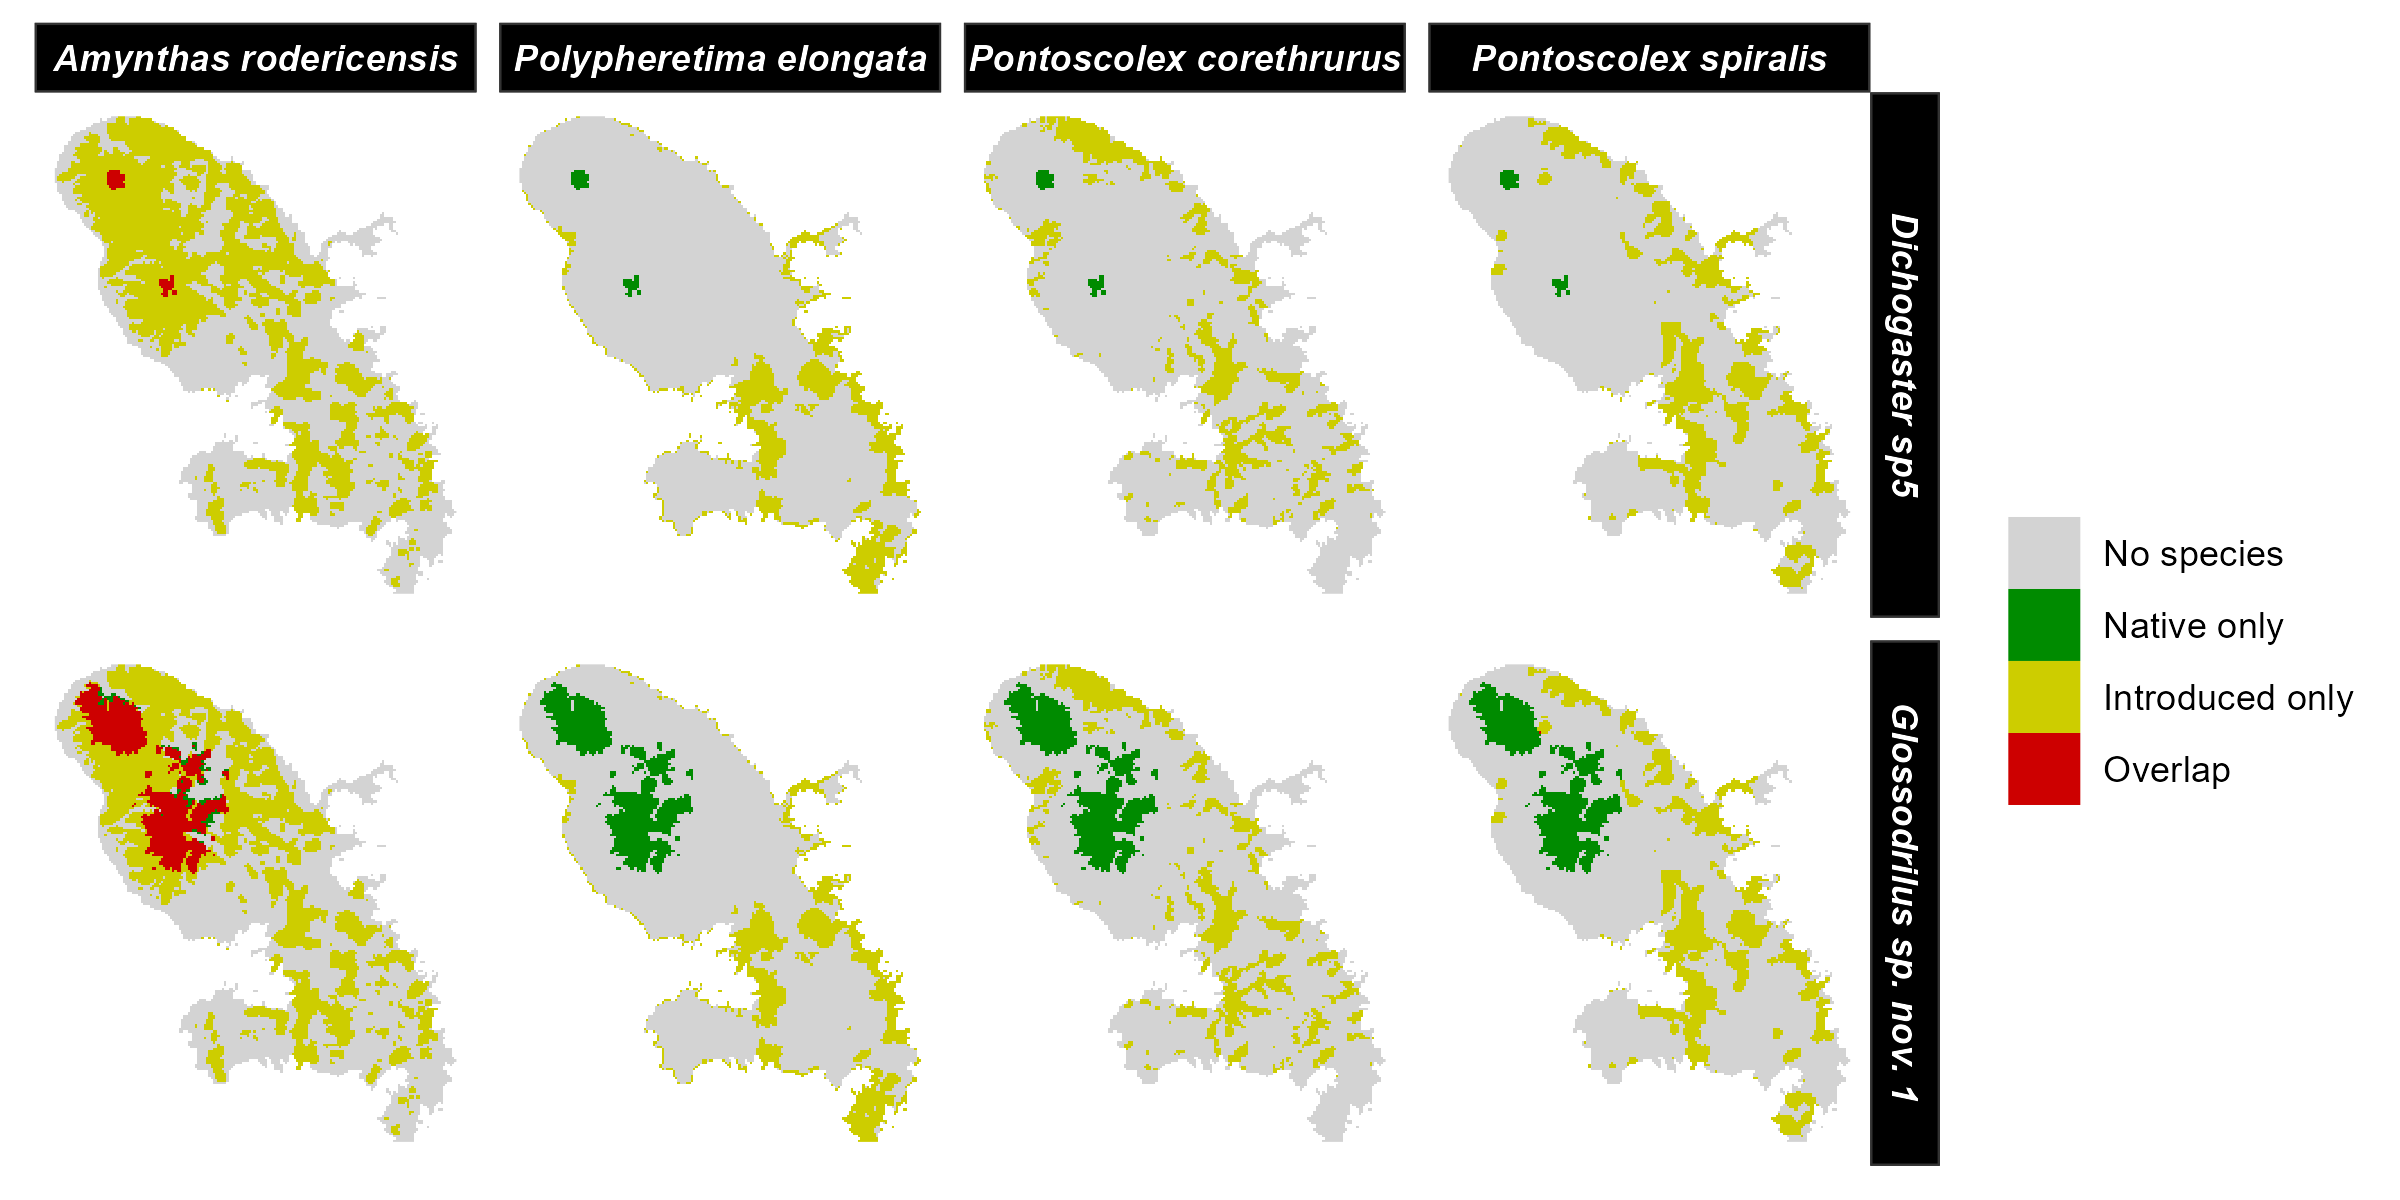 Amynthas rodericensis
Polypheretima elongata
Pontoscolex corethrurus
Pontoscolex spiralis
Dichogaster sp5
Glossodrilus sp. nov. 1
No species
Native only
Introduced only
Overlap